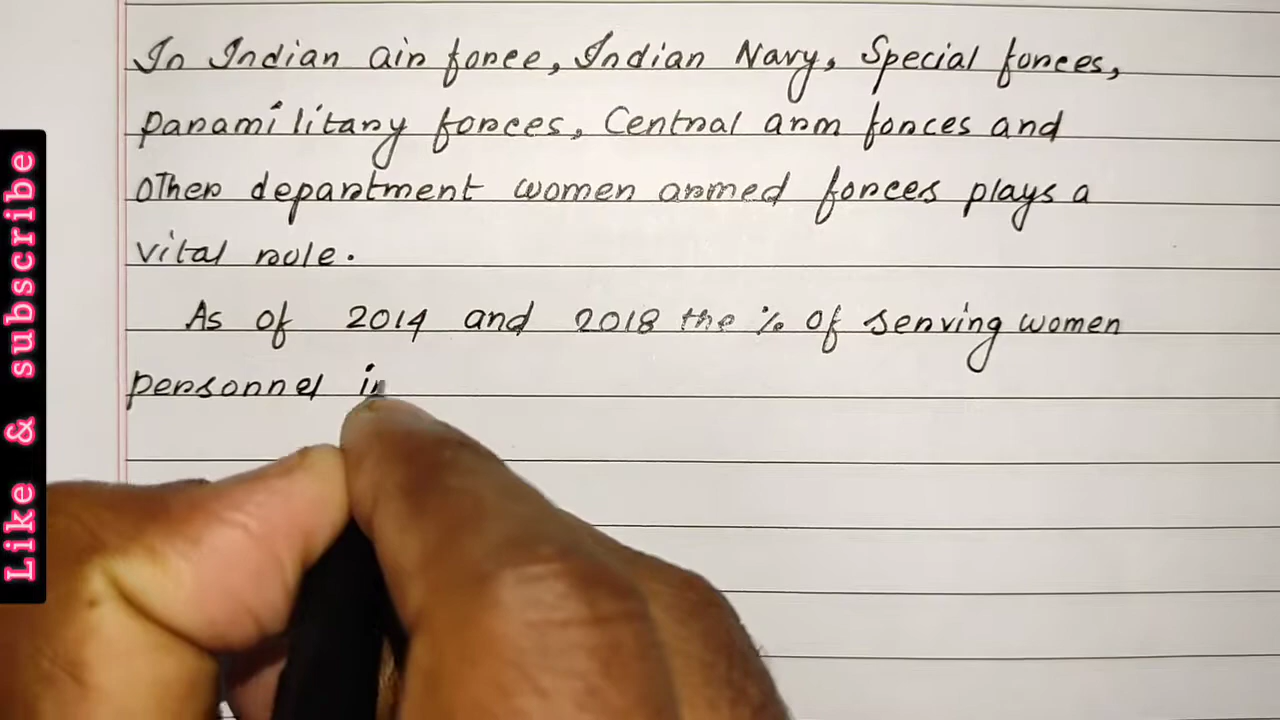 In Indian air force, Indian Navy, Special forces,
paramilitary forces, Central arm forces and
other department women armed forces plays a
vital role.
As of 2014 and 2018 the % of serving women
personnel in
Like & subscribe